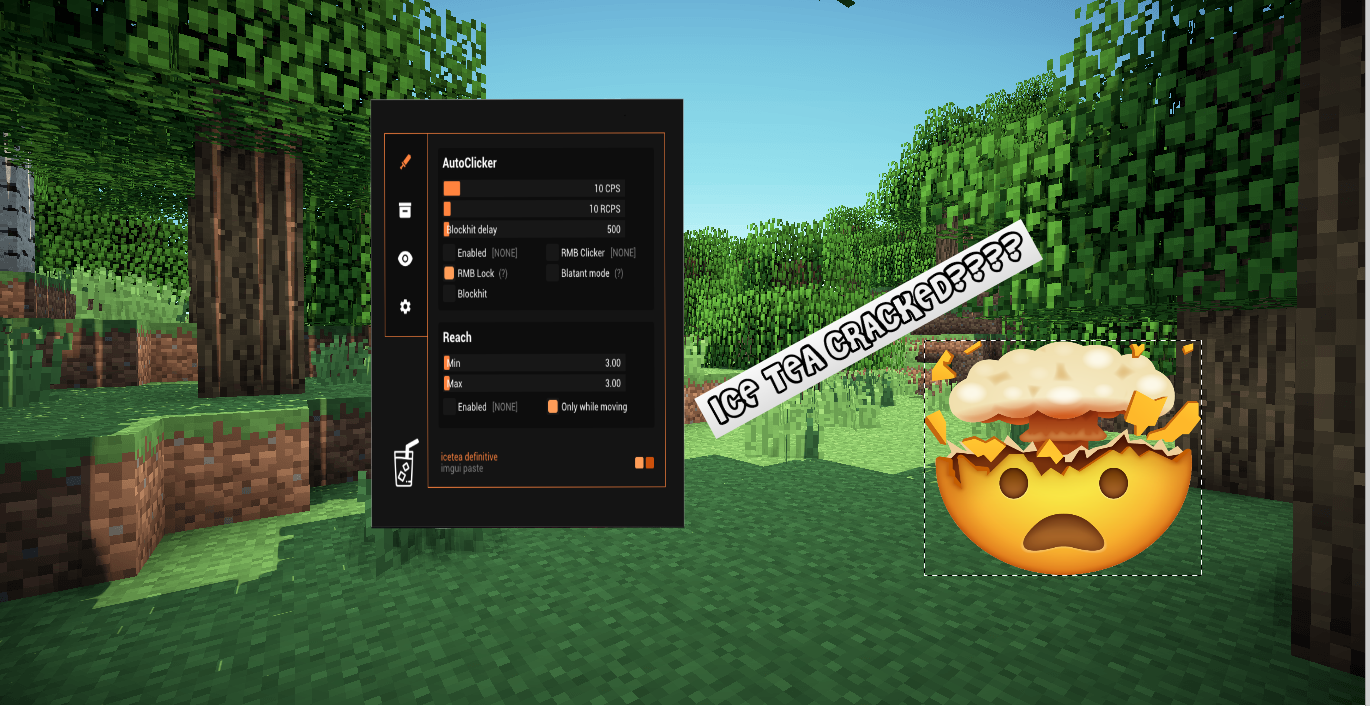 AutoClicker
10 CPS
10 RCPS
Blockhit delay 500
Enabled [NONE] RMB Clicker [NONE]
RMB Lock (?) Blatant mode (?)
Blockhit
Reach
Min 3.00
Max 3.00
Enabled [NONE] Only while moving
icetea definitive
imgui paste
ICE TEA CRACKED????